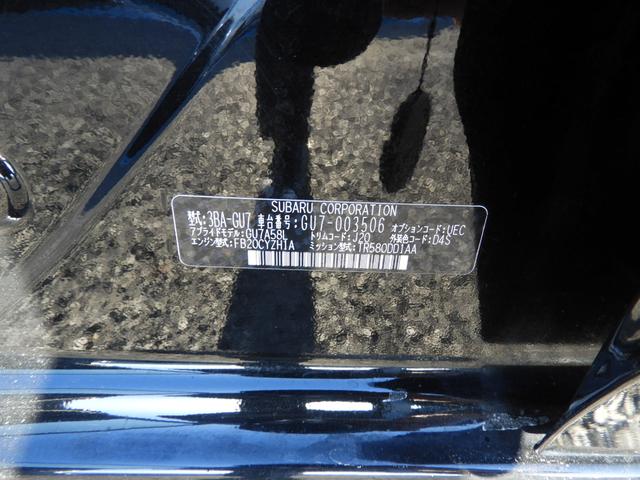 SUBARU CORPORATION
型式:3BA-GU7 車台番号:GU7-003506 オプションコード:UEC
アプライドモデル:GU7A58L トリムコード:J20 外装色コード:D4S
エンジン型式:FB20CYZH1A ミッション型式:TR580DD1AA